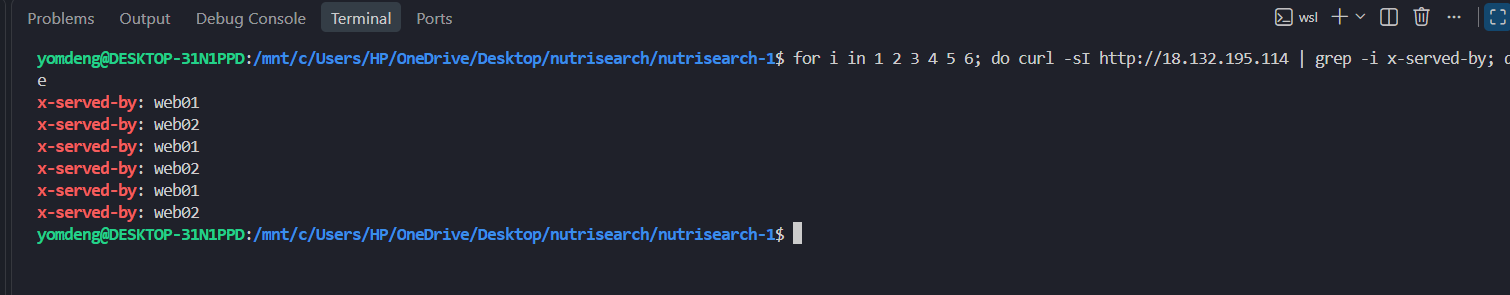 Problems Output Debug Console Terminal Ports wsl
yomdeng@DESKTOP-31N1PPD:/mnt/c/Users/HP/OneDrive/Desktop/nutrisearch/nutrisearch-1$ for i in 1 2 3 4 5 6; do curl -sI http://18.132.195.114 | grep -i x-served-by; d
e
x-served-by: web01
x-served-by: web02
x-served-by: web01
x-served-by: web02
x-served-by: web01
x-served-by: web02
yomdeng@DESKTOP-31N1PPD:/mnt/c/Users/HP/OneDrive/Desktop/nutrisearch/nutrisearch-1$